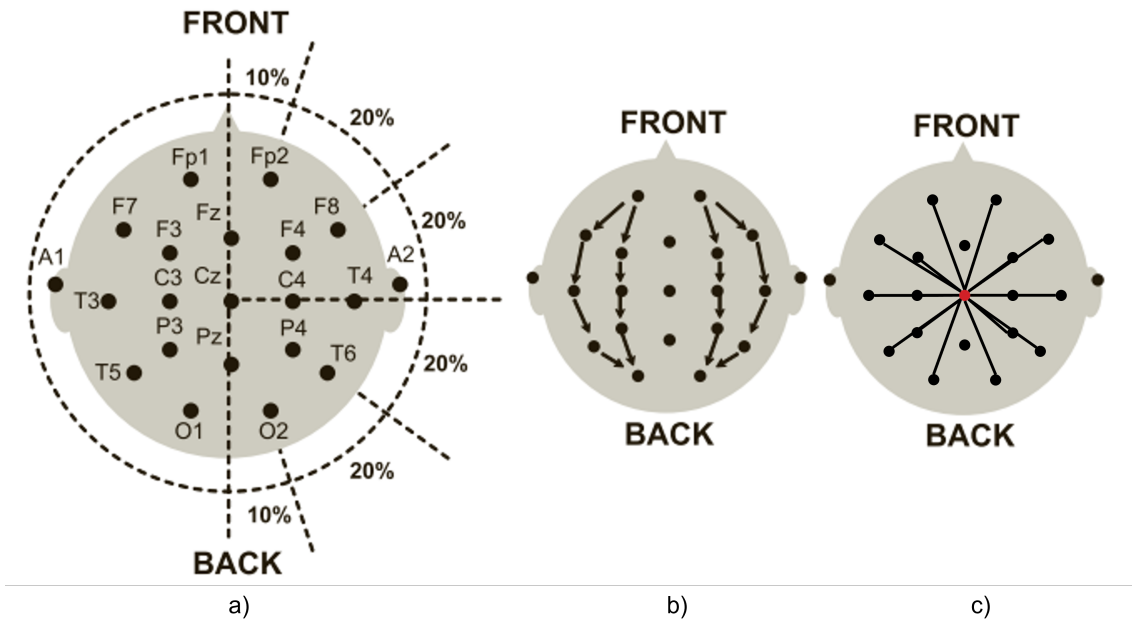 FRONT
10%
20%
Fp1 Fp2
F7 Fz F8
20%
F3 F4
A1 A2
C3 Cz C4 T4
T3
P3 Pz P4
T5 T6
20%
O1 O2
20%
10%
BACK
a)
FRONT
BACK
b)
FRONT
BACK
c)